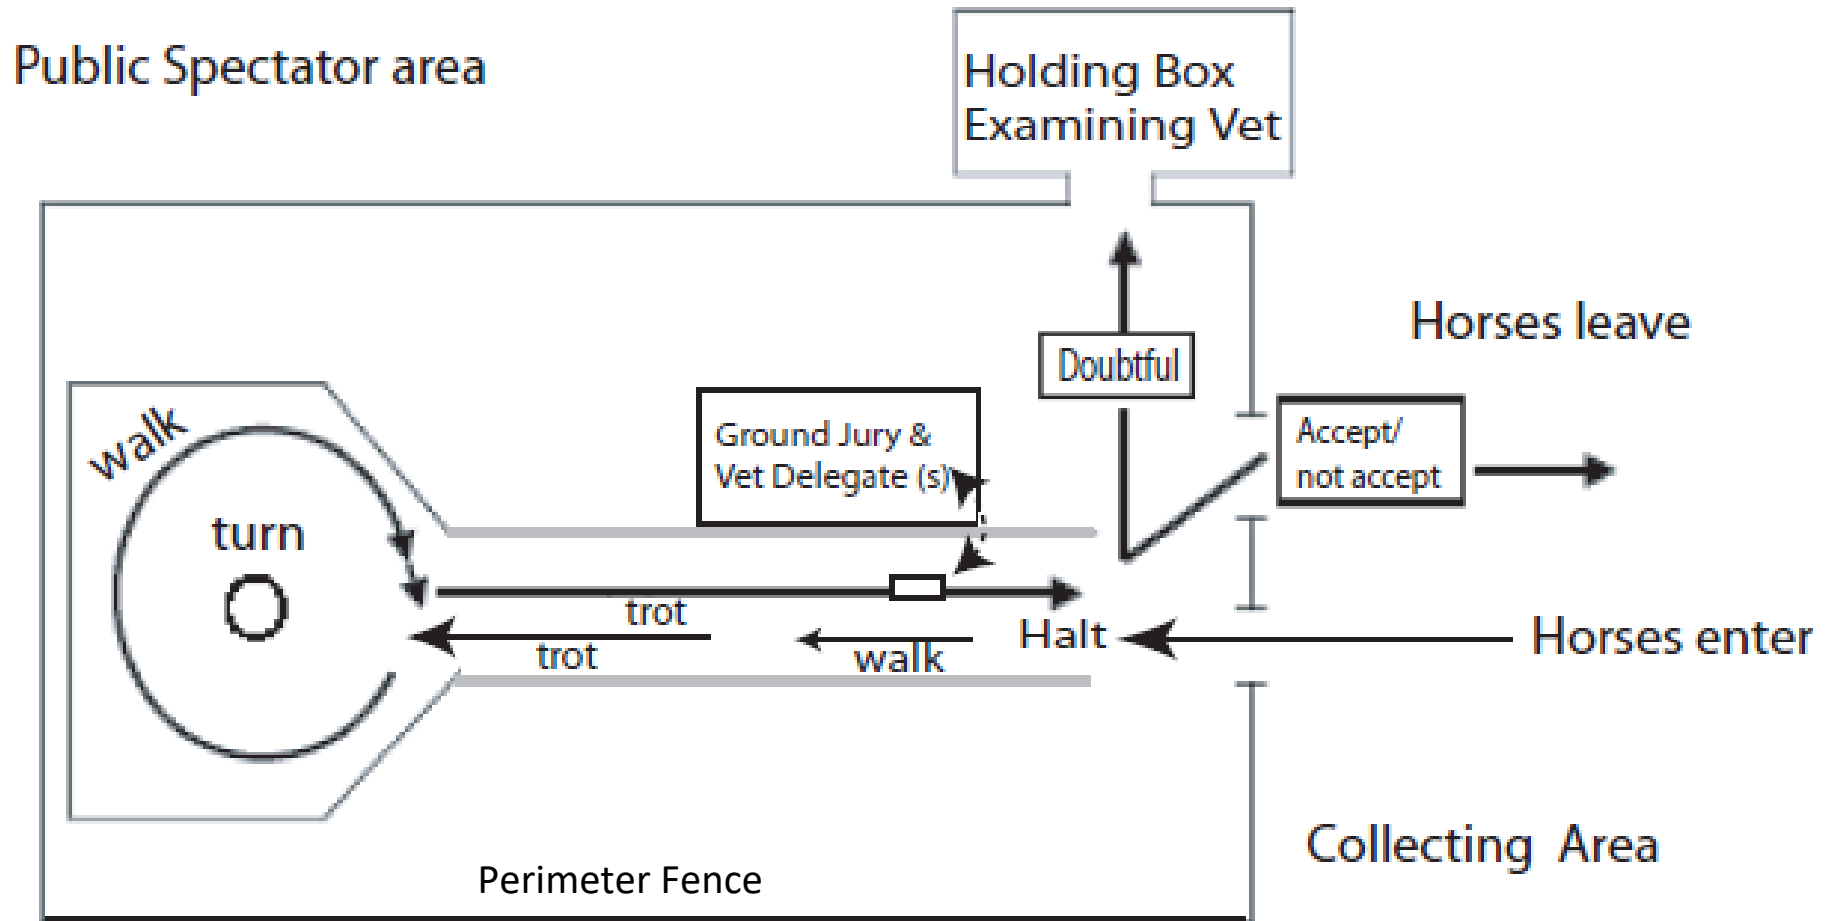 Public Spectator area
Holding Box
Examining Vet
Horses leave
Doubtful
Accept/
not accept
Ground Jury &
Vet Delegate (s)
walk
turn
trot
trot
walk
Halt
Horses enter
Collecting Area
Perimeter Fence